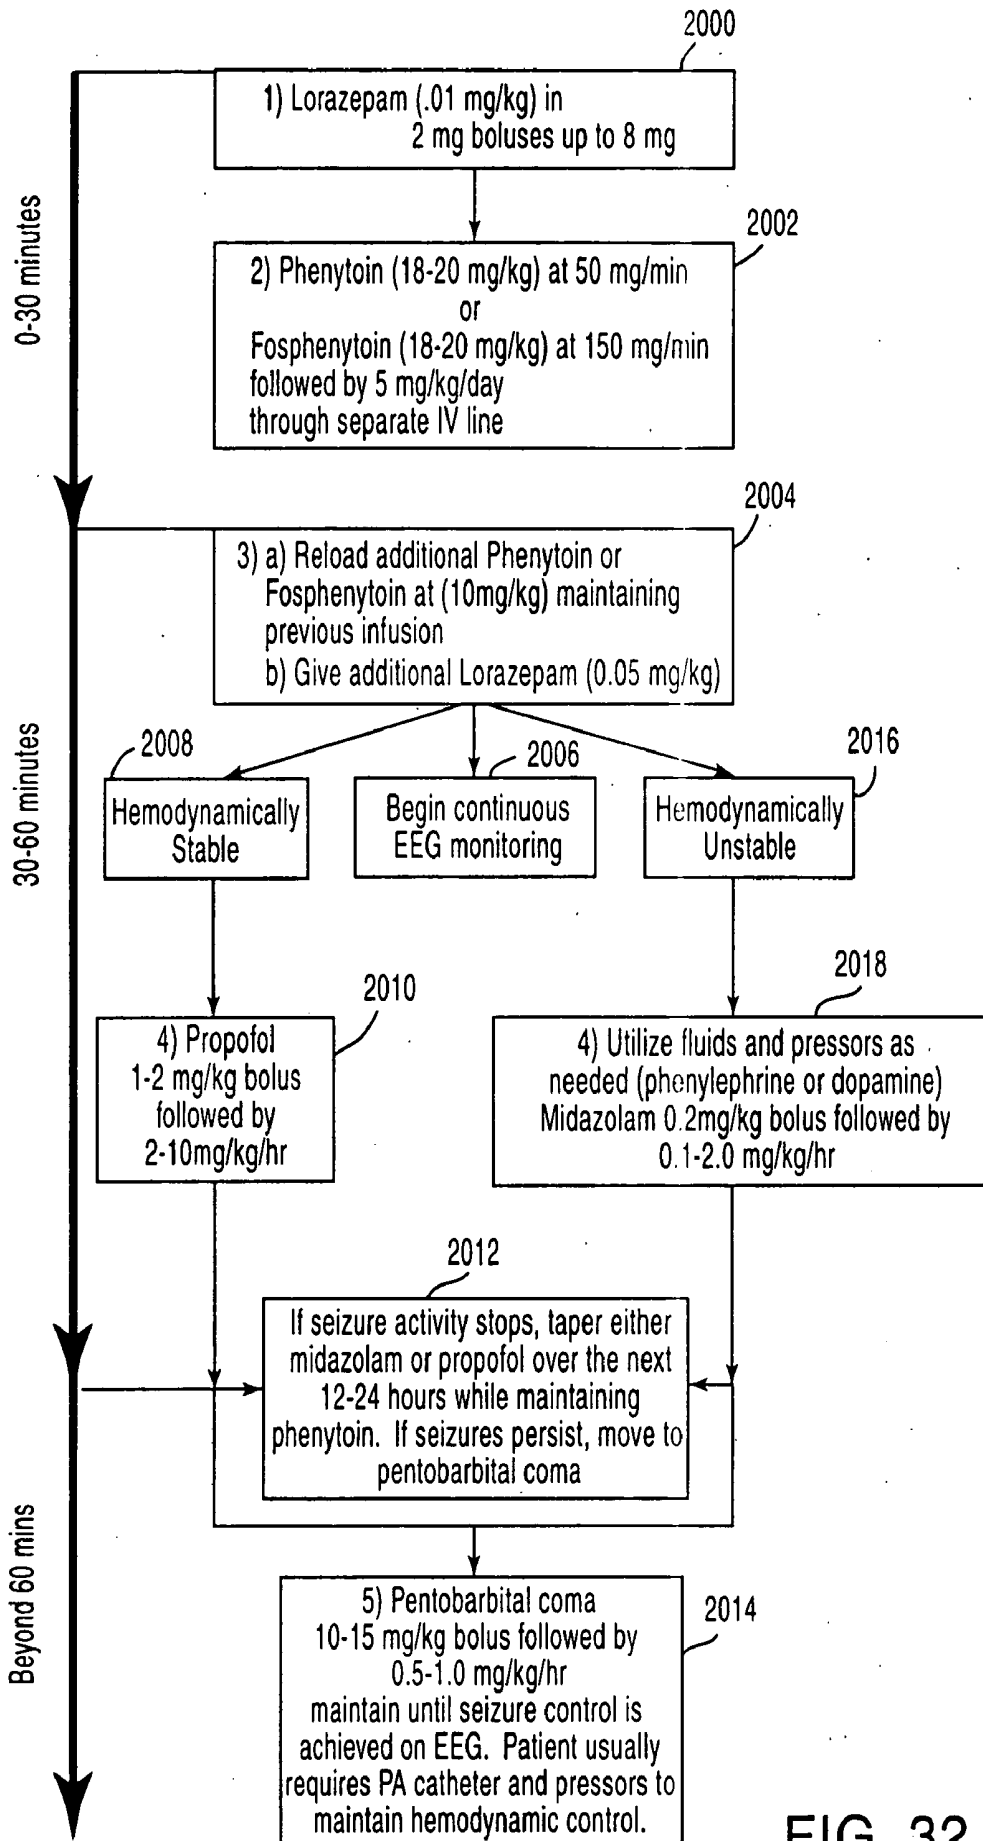 2000
1) Lorazepam (.01 mg/kg) in
2 mg boluses up to 8 mg
0-30 minutes
2002
2) Phenytoin (18-20 mg/kg) at 50 mg/min
or
Fosphenytoin (18-20 mg/kg) at 150 mg/min
followed by 5 mg/kg/day
through separate IV line
2004
3) a) Reload additional Phenytoin or
Fosphenytoin at (10mg/kg) maintaining
previous infusion
b) Give additional Lorazepam (0.05 mg/kg)
30-60 minutes
2008
Hemodynamically
Stable
2006
Begin continuous
EEG monitoring
2016
Hemodynamically
Unstable
2010
4) Propofol
1-2 mg/kg bolus
followed by
2-10mg/kg/hr
2018
4) Utilize fluids and pressors as
needed (phenylephrine or dopamine)
Midazolam 0.2mg/kg bolus followed by
0.1-2.0 mg/kg/hr
2012
If seizure activity stops, taper either
midazolam or propofol over the next
12-24 hours while maintaining
phenytoin. If seizures persist, move to
pentobarbital coma
Beyond 60 mins
2014
5) Pentobarbital coma
10-15 mg/kg bolus followed by
0.5-1.0 mg/kg/hr
maintain until seizure control is
achieved on EEG. Patient usually
requires PA catheter and pressors to
maintain hemodynamic control.
FIG. 32